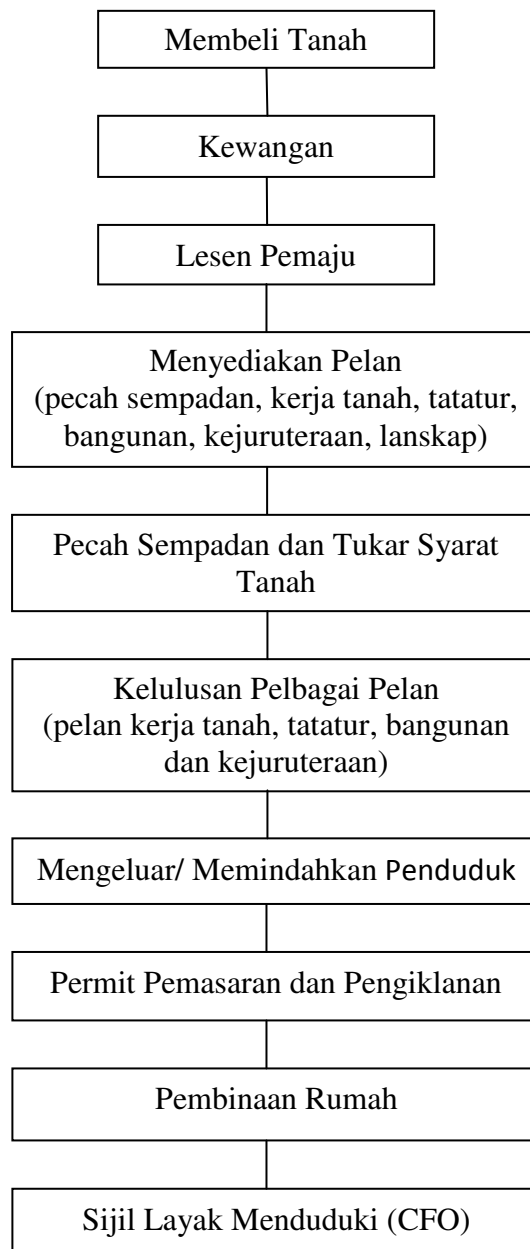 Membeli Tanah
Kewangan
Lesen Pemaju
Menyediakan Pelan
(pecah sempadan, kerja tanah, tatatur,
bangunan, kejuruteraan, lanskap)
Pecah Sempadan dan Tukar Syarat
Tanah
Kelulusan Pelbagai Pelan
(pelan kerja tanah, tatatur, bangunan
dan kejuruteraan)
Mengeluar/ Memindahkan Penduduk
Permit Pemasaran dan Pengiklanan
Pembinaan Rumah
Sijil Layak Menduduki (CFO)